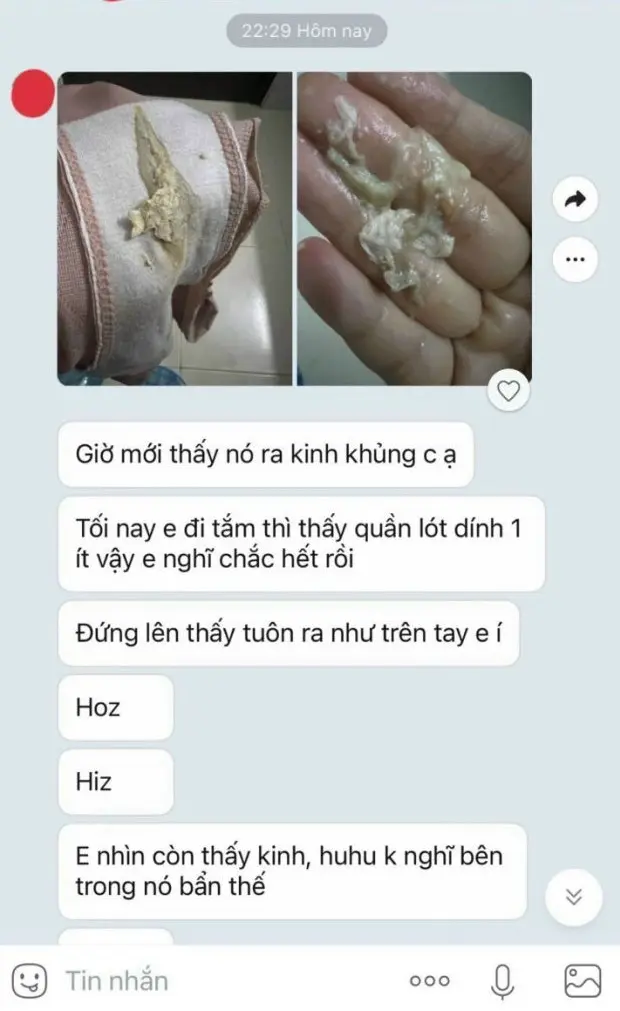 22:29 Hôm nay
Giờ mới thấy nó ra kinh khủng c ạ
Tối nay e đi tắm thì thấy quần lót dính 1
ít vậy e nghĩ chắc hết rồi
Đứng lên thấy tuôn ra như trên tay e í
Hoz
Hiz
E nhìn còn thấy kinh, huhu k nghĩ bên
trong nó bẩn thế
Tin nhắn